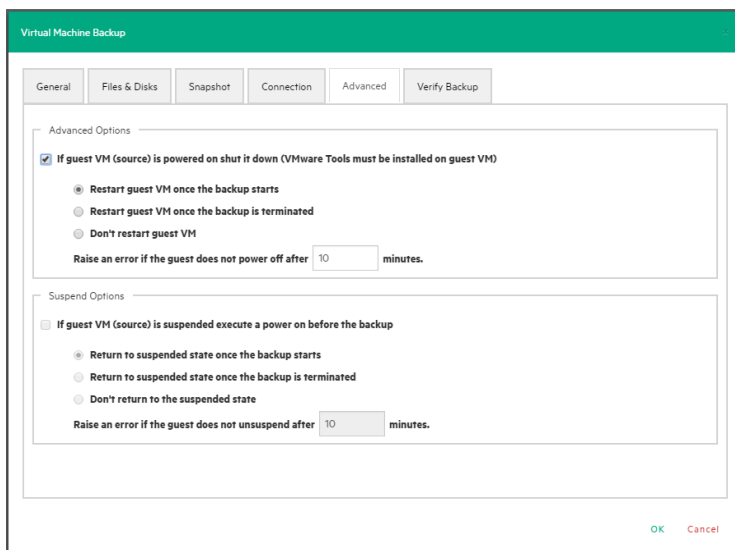 Virtual Machine Backup
General
Files & Disks
Snapshot
Connection
Advanced
Verify Backup
Advanced Options
If guest VM (source) is powered on shut it down (VMware Tools must be installed on guest VM)
Restart guest VM once the backup starts
Restart guest VM once the backup is terminated
Don't restart guest VM
Raise an error if the guest does not power off after 10 minutes.
Suspend Options
If guest VM (source) is suspended execute a power on before the backup
Return to suspended state once the backup starts
Return to suspended state once the backup is terminated
Don't return to the suspended state
Raise an error if the guest does not unsuspend after 10 minutes.
OK Cancel